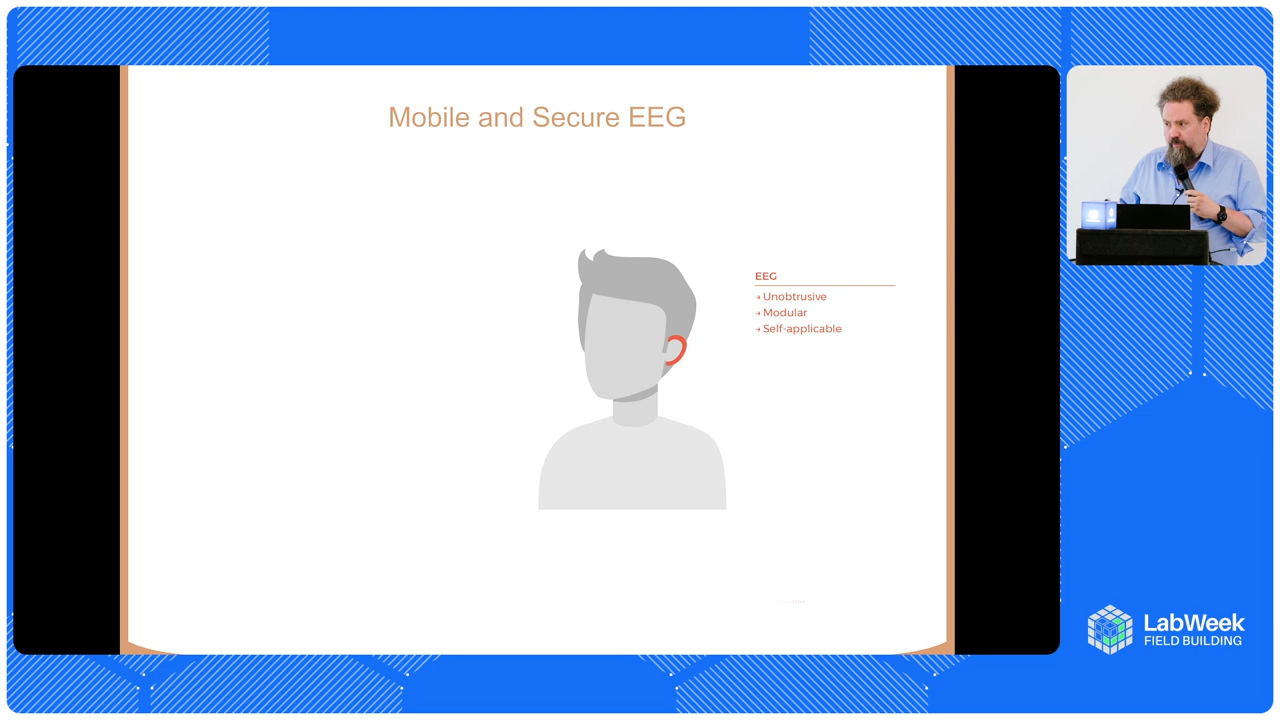 Mobile and Secure EEG
EEG
→ Unobtrusive
→ Modular
→ Self-applicable
LabWeek
FIELD BUILDING